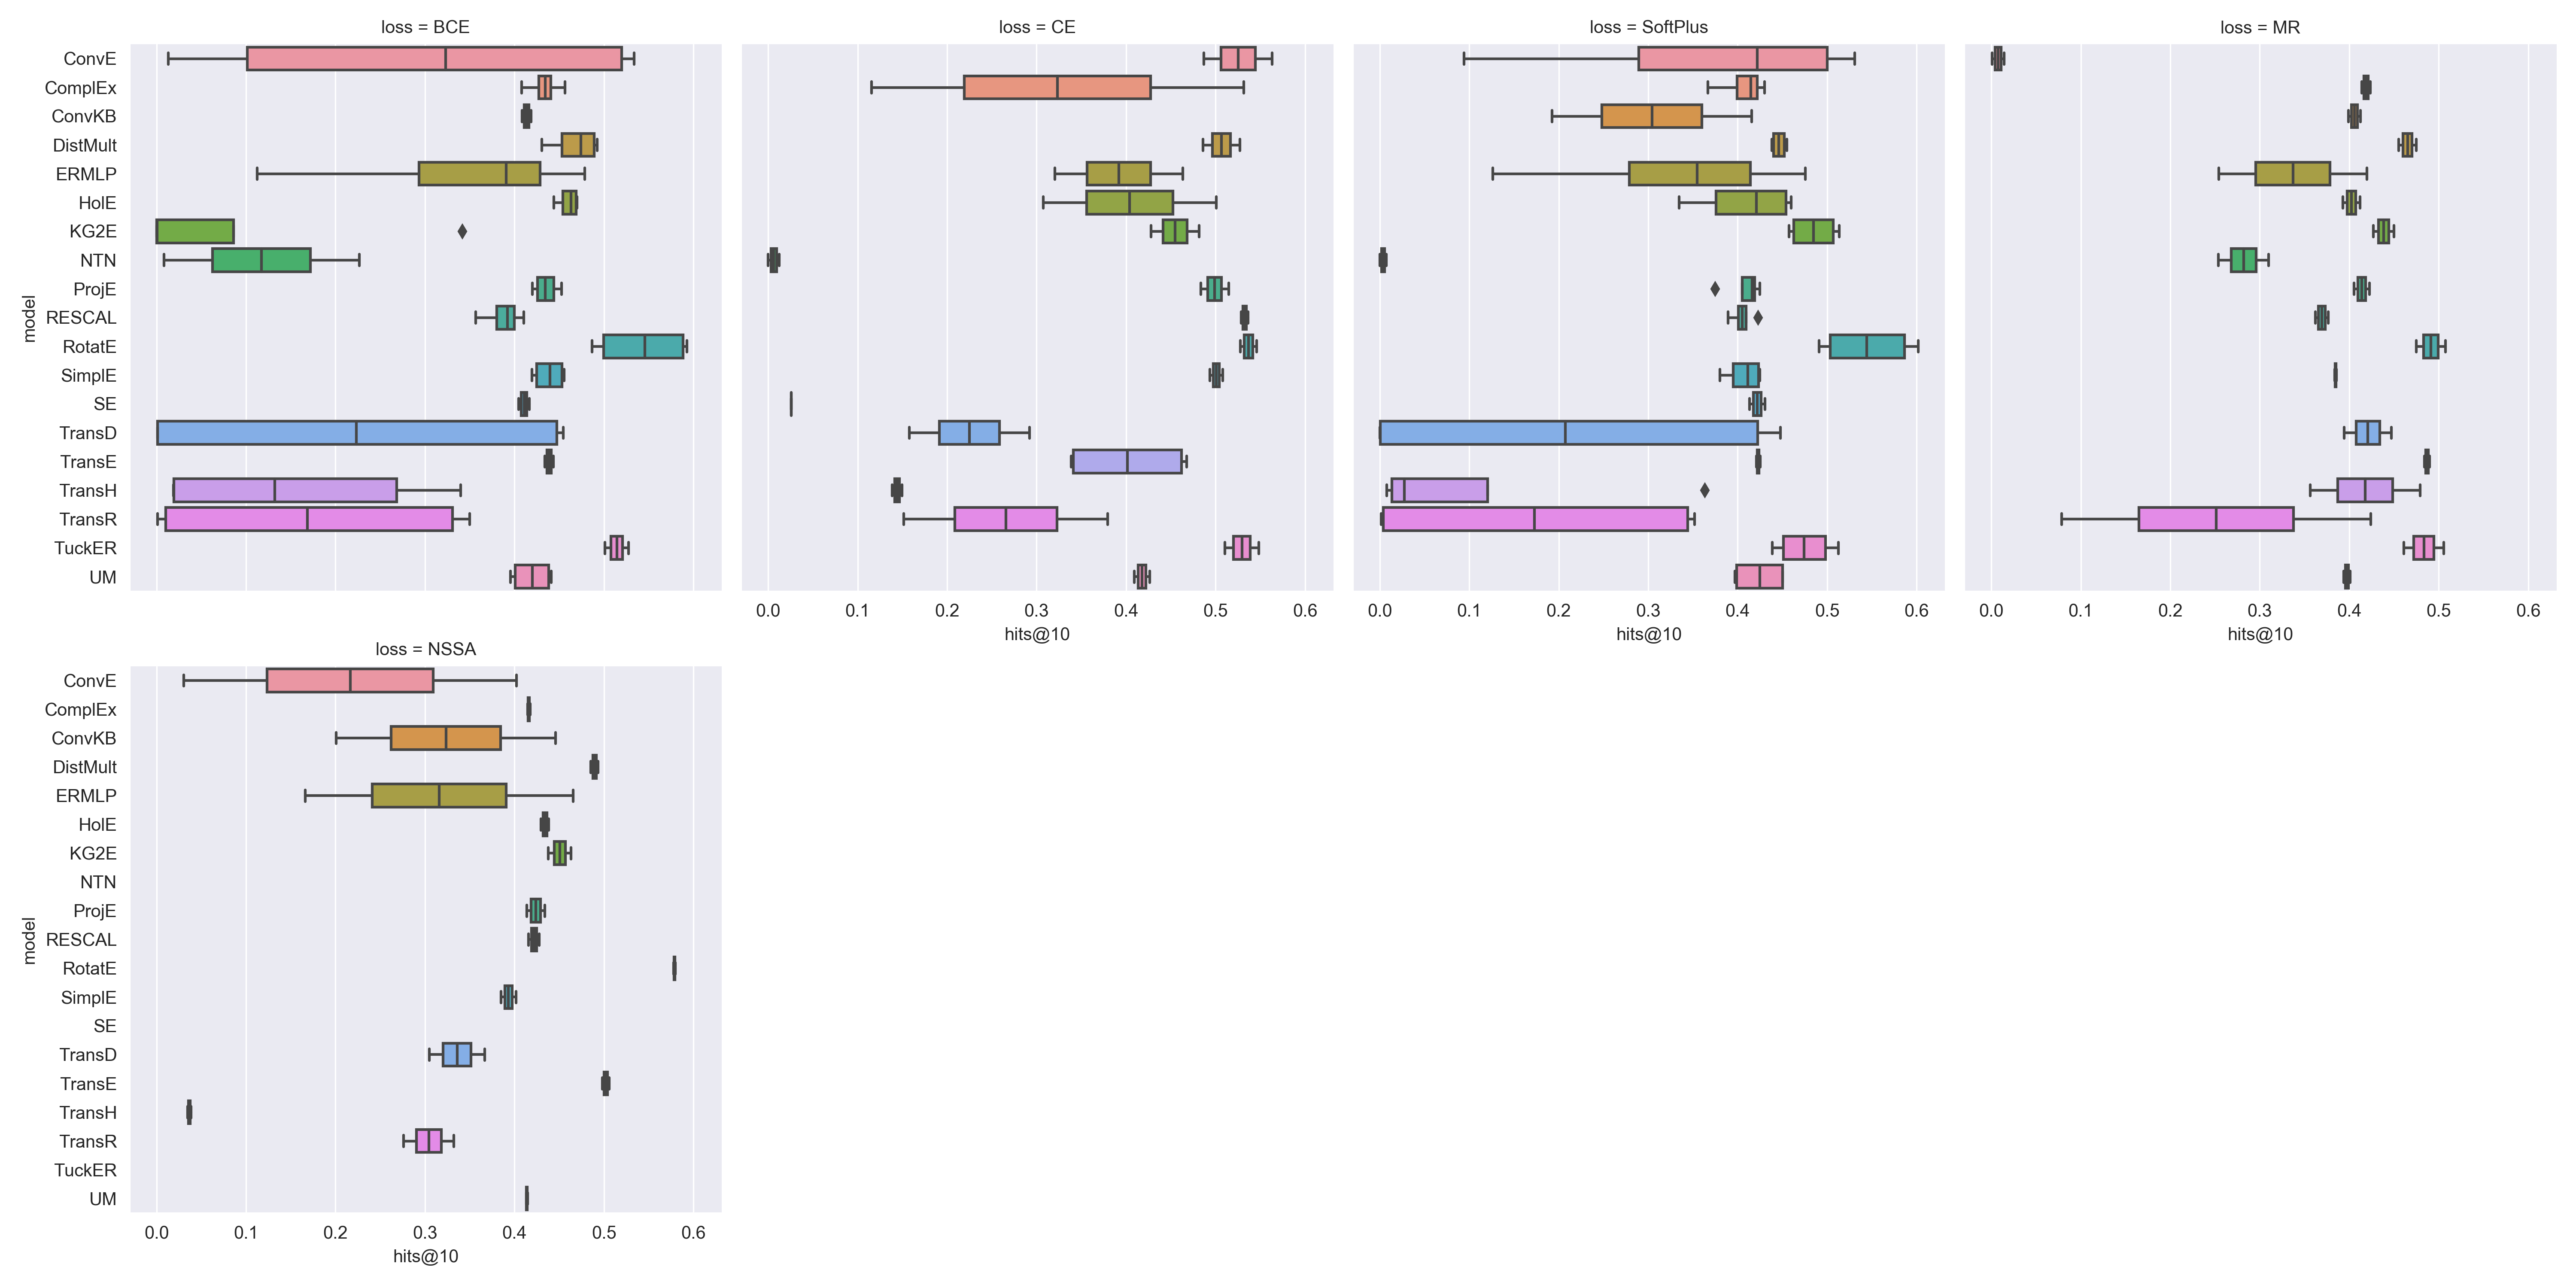 loss = BCE
loss = CE
loss = SoftPlus
loss = MR
model
ConvE
ComplEx
ConvKB
DistMult
ERMLP
HolE
KG2E
NTN
ProjE
RESCAL
RotatE
SimplE
SE
TransD
TransE
TransH
TransR
TuckER
UM
0.0 0.1 0.2 0.3 0.4 0.5 0.6
hits@10
0.0 0.1 0.2 0.3 0.4 0.5 0.6
hits@10
0.0 0.1 0.2 0.3 0.4 0.5 0.6
hits@10
loss = NSSA
model
ConvE
ComplEx
ConvKB
DistMult
ERMLP
HolE
KG2E
NTN
ProjE
RESCAL
RotatE
SimplE
SE
TransD
TransE
TransH
TransR
TuckER
UM
0.0 0.1 0.2 0.3 0.4 0.5 0.6
hits@10